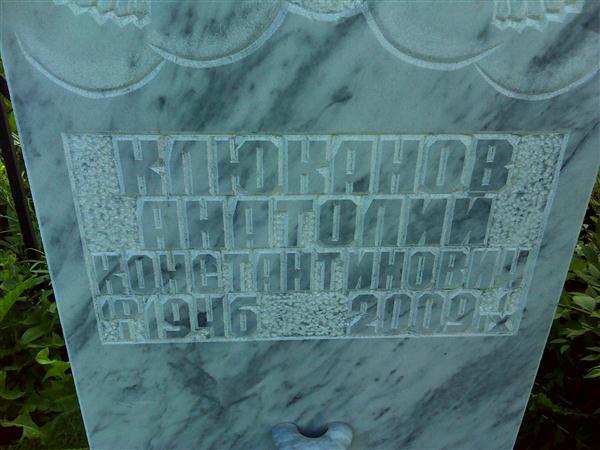 КЛЮКАНОВ
АНАТОЛИЙ
КОНСТАНТИНОВИЧ
Р. 1946 2009 г.